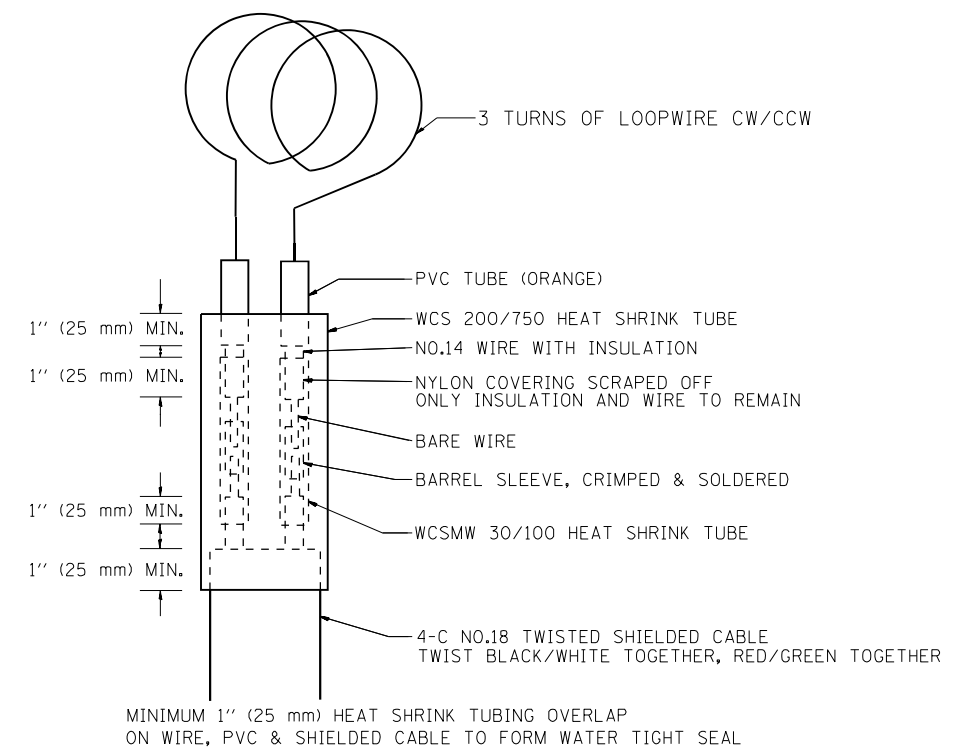 3 TURNS OF LOOPWIRE CW/CCW
PVC TUBE (ORANGE)
1'' (25 mm) MIN.
WCS 200/750 HEAT SHRINK TUBE
NO.14 WIRE WITH INSULATION
1'' (25 mm) MIN.
NYLON COVERING SCRAPED OFF
ONLY INSULATION AND WIRE TO REMAIN
BARE WIRE
BARREL SLEEVE, CRIMPED & SOLDERED
1'' (25 mm) MIN.
WCSMW 30/100 HEAT SHRINK TUBE
1'' (25 mm) MIN.
4-C NO.18 TWISTED SHIELDED CABLE
TWIST BLACK/WHITE TOGETHER, RED/GREEN TOGETHER
MINIMUM 1'' (25 mm) HEAT SHRINK TUBING OVERLAP
ON WIRE, PVC & SHIELDED CABLE TO FORM WATER TIGHT SEAL